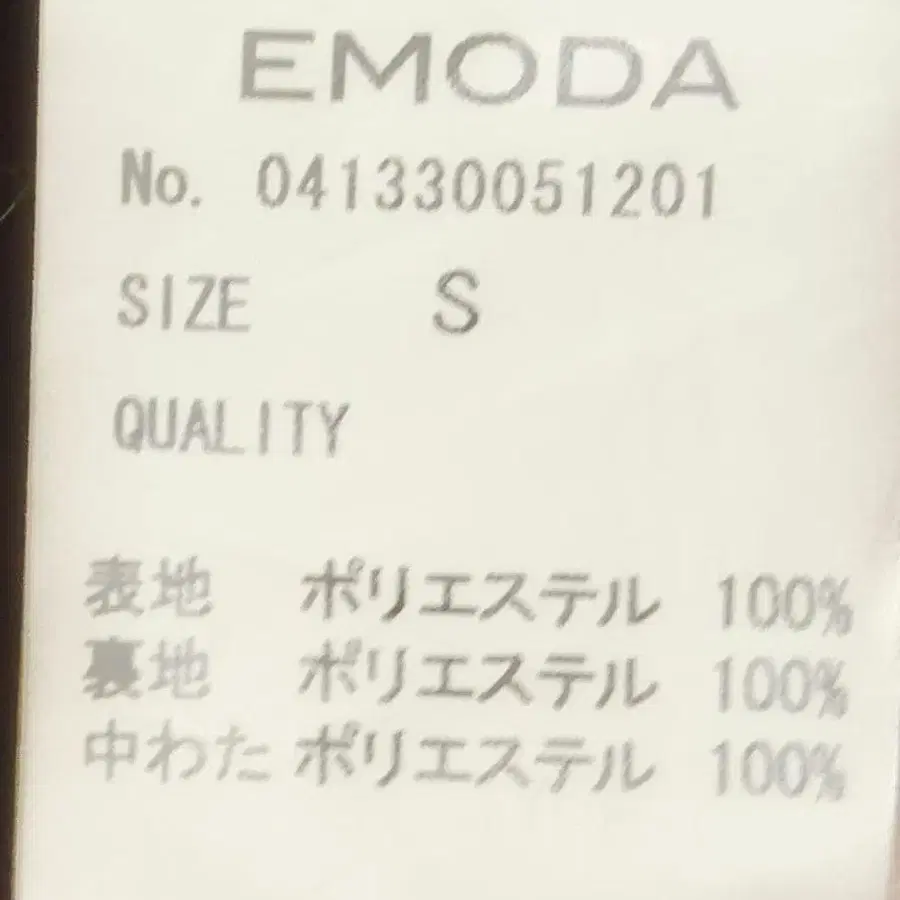 EMODA
No. 041330051201
SIZE S
QUALITY
表地 ポリエステル 100%
裏地 ポリエステル 100%
中わた ポリエステル 100%